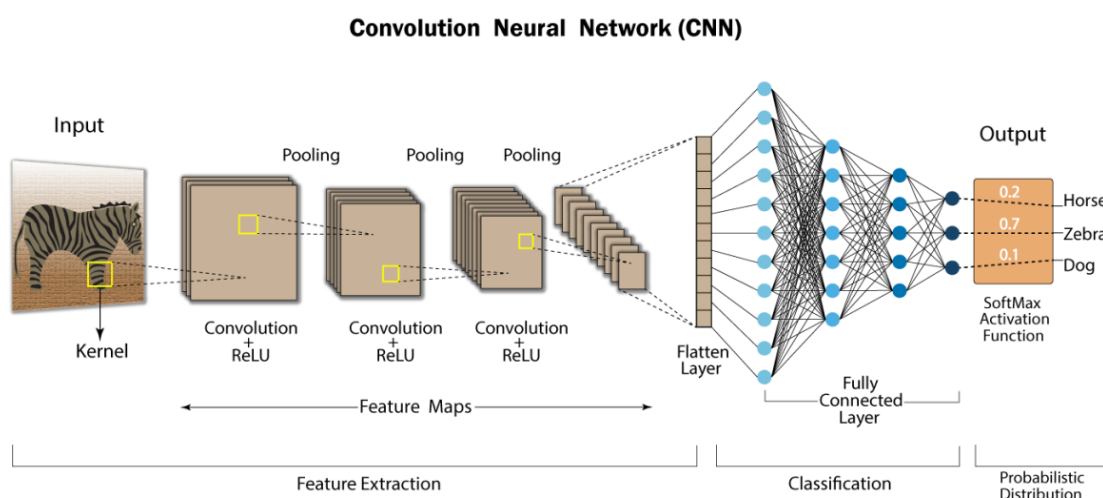 Convolution Neural Network (CNN)
Input
Kernel
Pooling
Pooling
Pooling
Convolution
+
ReLU
Convolution
+
ReLU
Convolution
+
ReLU
Feature Maps
Flatten
Layer
Fully
Connected
Layer
Output
0.2
Horse
0.7
Zebra
0.1
Dog
SoftMax
Activation
Function
Feature Extraction
Classification
Probabilistic
Distribution